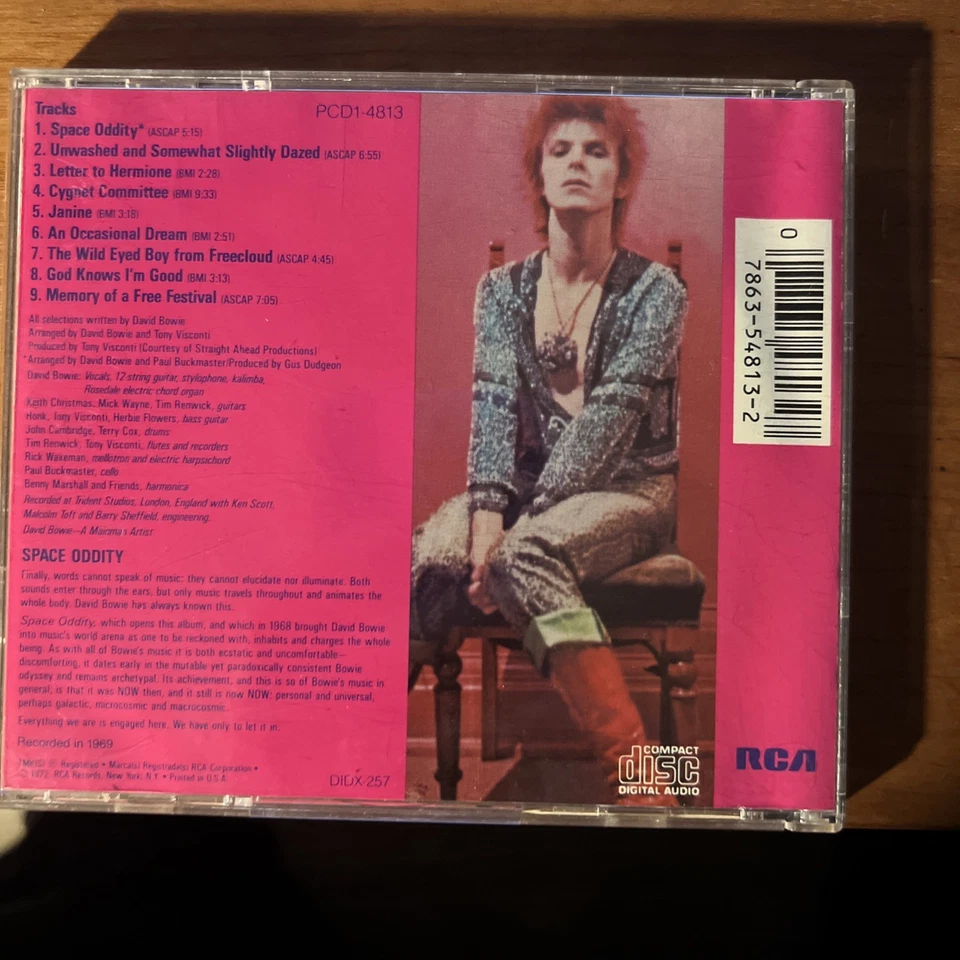 Tracks
PCD1-4813
1. Space Oddity* (ASCAP 5:15)
2. Unwashed and Somewhat Slightly Dazed (ASCAP 6:55)
3. Letter to Hermione (BMI 2:28)
4. Cygnet Committee (BMI 9:33)
5. Janine (BMI 3:18)
6. An Occasional Dream (BMI 2:51)
7. The Wild Eyed Boy from Freecloud (ASCAP 4:45)
8. God Knows I'm Good (BMI 3:13)
9. Memory of a Free Festival (ASCAP 7:05)
All selections written by David Bowie
Arranged by David Bowie and Tony Visconti
Produced by Tony Visconti (Courtesy of Straight Ahead Productions)
*Arranged by David Bowie and Paul Buckmaster/Produced by Gus Dudgeon
David Bowie: Vocals, 12-string guitar, stylophone, kalimba,
Rosedale electric chord organ
Keith Christmas, Mick Wayne, Tim Renwick, guitars
Honk, Tony Visconti, Herbie Flowers, bass guitar
John Cambridge, Terry Cox, drums
Tim Renwick, Tony Visconti, flutes and recorders
Rick Wakeman, mellotron and electric harpsichord
Paul Buckmaster, cello
Benny Marshall and Friends, harmonica
Recorded at Trident Studios, London, England with Ken Scott,
Malcolm Toft and Barry Sheffield, engineering.
David Bowie—A Mainman Artist
SPACE ODDITY
Finally, words cannot speak of music: they cannot elucidate nor illuminate. Both
sounds enter through the ears, but only music travels throughout and animates the
whole body. David Bowie has always known this.
Space Oddity, which opens this album, and which in 1968 brought David Bowie
into music's world arena as one to be reckoned with, inhabits and charges the whole
being. As with all of Bowie's music it is both ecstatic and uncomfortable—
discomforting, it dates early in the mutable yet paradoxically consistent Bowie
odyssey and remains archetypal. Its achievement, and this is so of Bowie's music in
general, is that it was NOW then, and it still is now NOW: personal and universal,
perhaps galactic, microcosmic and macrocosmic.
Everything we are is engaged here. We have only to let it in.
Recorded in 1969
TMK(S) ® Registered • Marca(s) Registrada(s) RCA Corporation •
1972, RCA Records, New York, N.Y. • Printed in U.S.A.
DIDX-257
COMPACT
disc
DIGITAL AUDIO
0
7863-54813-2
RCA